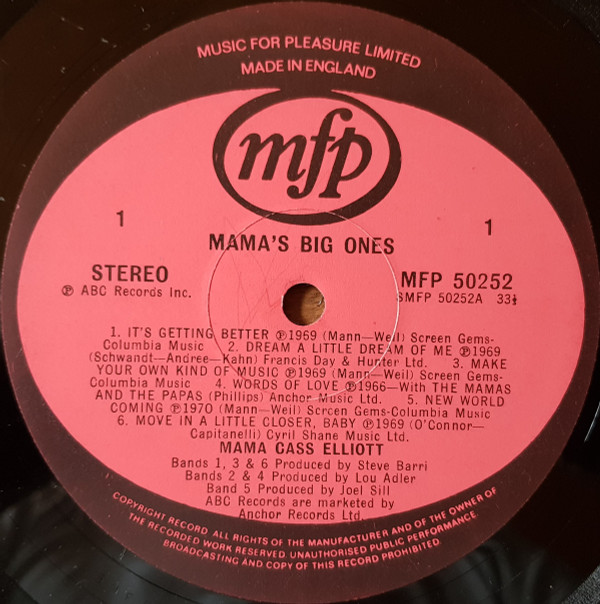 MUSIC FOR PLEASURE LIMITED
MADE IN ENGLAND
mfp
1
1
MAMA'S BIG ONES
STEREO
MFP 50252
℗ ABC Records Inc.
SMFP 50252A 33⅓
1. IT'S GETTING BETTER ℗1969 (Mann—Weil) Screen Gems-
Columbia Music 2. DREAM A LITTLE DREAM OF ME ℗1969
(Schwandt—Andree—Kahn) Francis Day & Hunter Ltd. 3. MAKE
YOUR OWN KIND OF MUSIC ℗1969 (Mann—Weil) Screen Gems-
Columbia Music 4. WORDS OF LOVE ℗1966—With THE MAMAS
AND THE PAPAS (Phillips) Anchor Music Ltd. 5. NEW WORLD
COMING ℗1970 (Mann—Weil) Screen Gems-Columbia Music
6. MOVE IN A LITTLE CLOSER, BABY ℗1969 (O'Connor—
Capitanelli) Cyril Shane Music Ltd.
MAMA CASS ELLIOTT
Bands 1, 3 & 6 Produced by Steve Barri
Bands 2 & 4 Produced by Lou Adler
Band 5 Produced by Joel Sill
ABC Records are marketed by
Anchor Records Ltd.
COPYRIGHT RECORD ALL RIGHTS OF THE MANUFACTURER AND OF THE OWNER OF
THE RECORDED WORK RESERVED UNAUTHORISED PUBLIC PERFORMANCE
BROADCASTING AND COPY OF THIS RECORD PROHIBITED